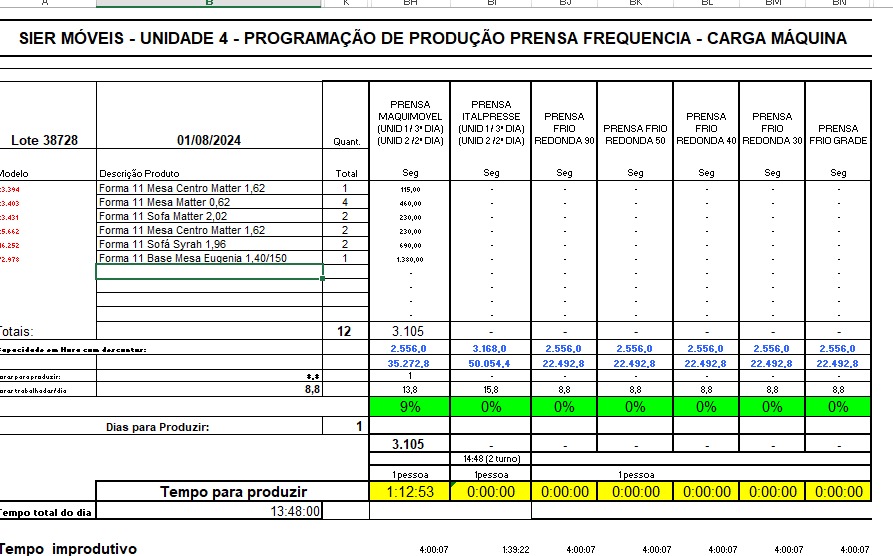 A B K BH BI BJ BK BL BM BN
SIER MÓVEIS - UNIDADE 4 - PROGRAMAÇÃO DE PRODUÇÃO PRENSA FREQUENCIA - CARGA MÁQUINA
PRENSA MAQUIMOVEL (UNID 1 / 3ª DIA) (UNID 2 /2ª DIA)
PRENSA ITALPRESSE (UNID 1 / 3ª DIA) (UNID 2 /2ª DIA)
PRENSA FRIO REDONDA 90
PRENSA FRIO REDONDA 50
PRENSA FRIO REDONDA 40
PRENSA FRIO REDONDA 30
PRENSA FRIO GRADE
Lote 38728 01/08/2024 Quant.
Modelo Descrição Produto Total Seg Seg Seg Seg Seg Seg Seg
3.394 Forma 11 Mesa Centro Matter 1,62 1 115,00 - - - - - -
3.403 Forma 11 Mesa Matter 0,62 4 460,00 - - - - - -
3.431 Forma 11 Sofa Matter 2,02 2 230,00 - - - - - -
5.662 Forma 11 Mesa Centro Matter 1,62 2 230,00 - - - - - -
6.252 Forma 11 Sofá Syrah 1,96 2 690,00 - - - - - -
2.978 Forma 11 Base Mesa Eugenia 1,40/150 1 1.380,00 - - - - - -
- - - - - - -
- - - - - - -
- - - - - - -
- - - - - - -
Totais: 12 3.105 - - - - - -
Capacidade em Hora com descontos: 2.556,0 3.168,0 2.556,0 2.556,0 2.556,0 2.556,0 2.556,0
35.272,8 50.054,4 22.492,8 22.492,8 22.492,8 22.492,8 22.492,8
para produzir: 1 - - - - - -
trabalhadas/dia 8,8 13,8 15,8 8,8 8,8 8,8 8,8 8,8
9% 0% 0% 0% 0% 0% 0%
Dias para Produzir: 1
3.105 - - - - - -
14:48 (2 turno)
1 pessoa 1 pessoa 1 pessoa
Tempo para produzir 1:12:53 0:00:00 0:00:00 0:00:00 0:00:00 0:00:00 0:00:00
Tempo total do dia 13:48:00
Tempo improdutivo 4:00:07 1:39:22 4:00:07 4:00:07 4:00:07 4:00:07 4:00:07